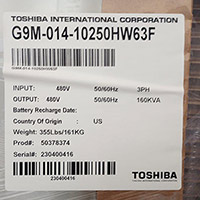 TOSHIBA INTERNATIONAL CORPORATION
G9M-014-10250HW63F
INPUT: 480V 50/60Hz 3PH
OUTPUT: 480V 50/60Hz 160KVA
Battery Recharge Date:
Country Of Origin : US
Weight: 355Lbs/161KG
Prod#: 50378374
Serial#: 230400416
230400416
TOSHIBA